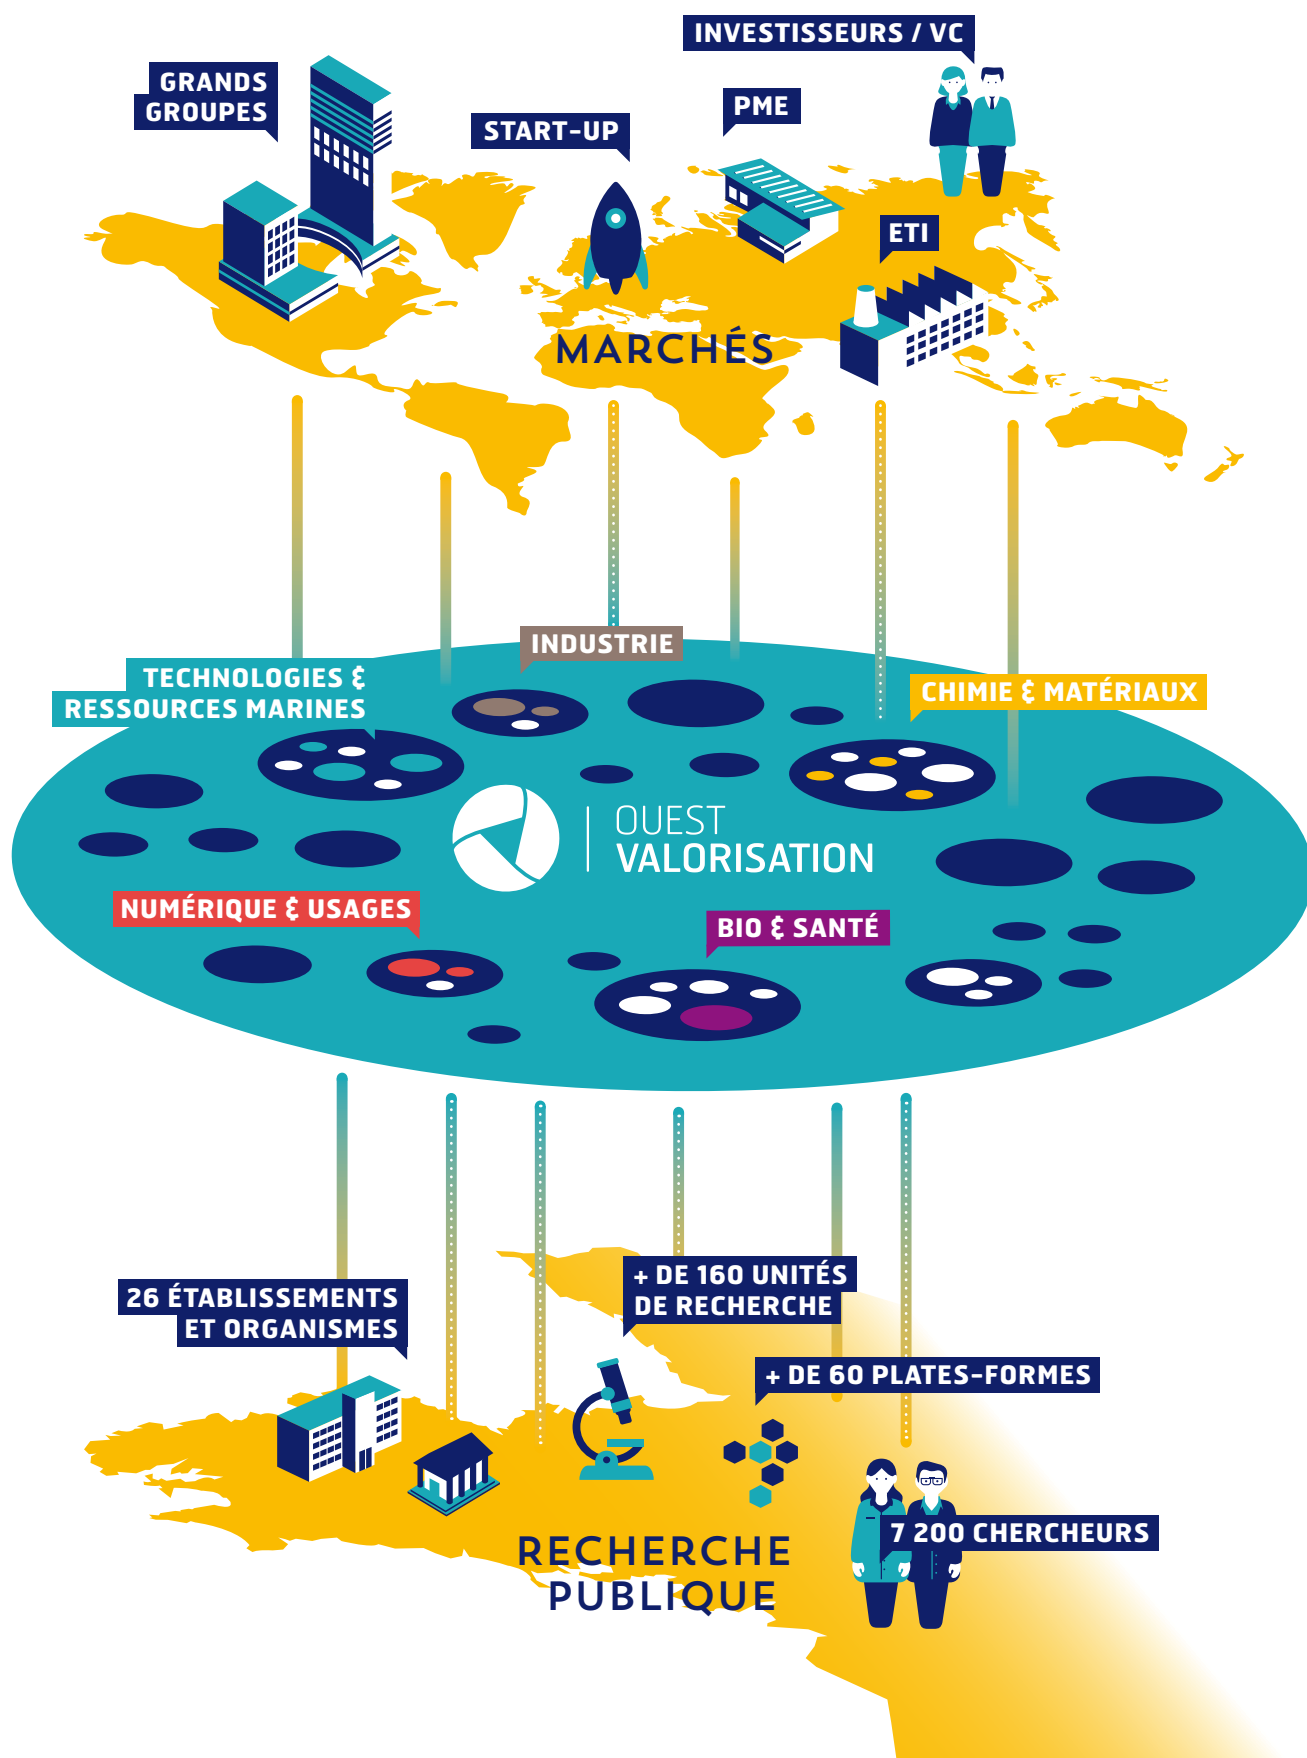 INVESTISSEURS / VC
GRANDS
GROUPES
PME
START-UP
ETI
MARCHÉS
INDUSTRIE
TECHNOLOGIES &
RESSOURCES MARINES
CHIMIE & MATÉRIAUX
OUEST
VALORISATION
NUMÉRIQUE & USAGES
BIO & SANTÉ
+ DE 160 UNITÉS
DE RECHERCHE
26 ÉTABLISSEMENTS
ET ORGANISMES
+ DE 60 PLATES-FORMES
7 200 CHERCHEURS
RECHERCHE
PUBLIQUE